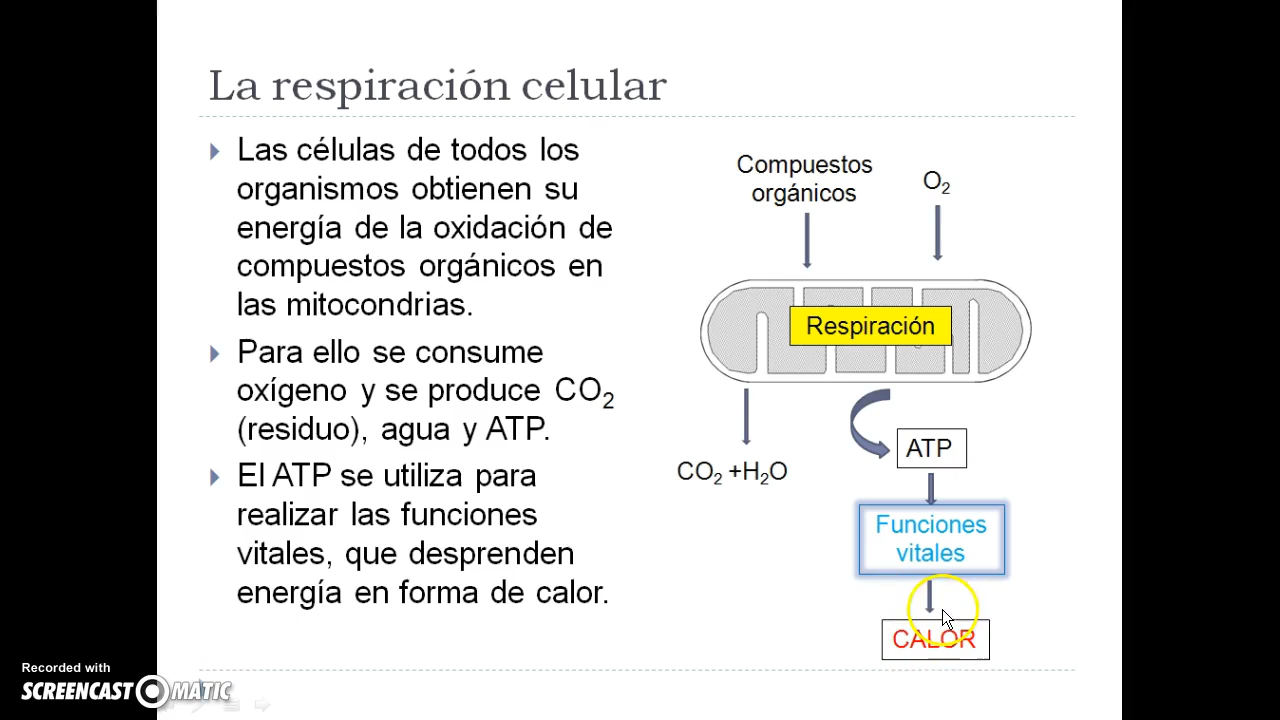 La respiración celular
Las células de todos los
organismos obtienen su
energía de la oxidación de
compuestos orgánicos en
las mitocondrias.
Para ello se consume
oxígeno y se produce CO₂
(residuo), agua y ATP.
El ATP se utiliza para
realizar las funciones
vitales, que desprenden
energía en forma de calor.
Compuestos
orgánicos
O₂
Respiración
CO₂ +H₂O
ATP
Funciones
vitales
CALOR
Recorded with
SCREENCAST MATIC